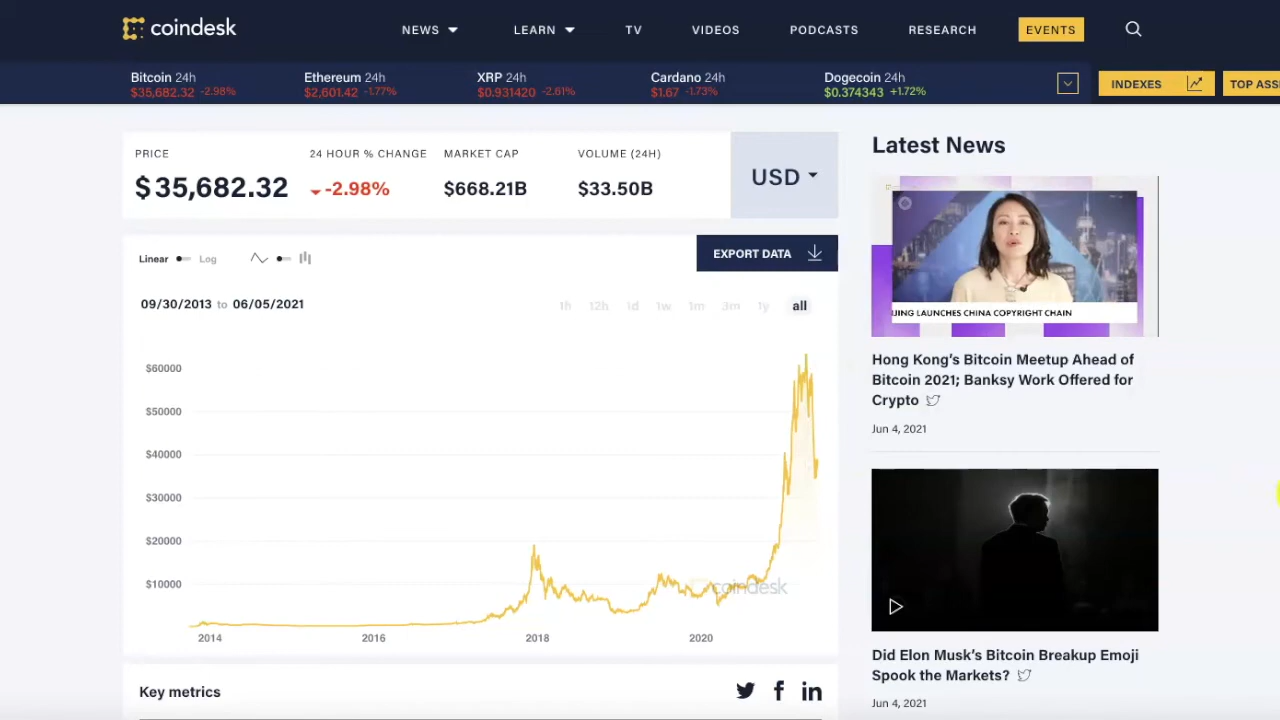 coindesk
NEWS LEARN TV VIDEOS PODCASTS RESEARCH EVENTS
Bitcoin 24h Ethereum 24h XRP 24h Cardano 24h Dogecoin 24h
$35,682.32 -2.98% $2,601.42 -1.77% $0.931420 -2.61% $1.67 -1.73% $0.374343 +1.72%
INDEXES TOP ASS
PRICE 24 HOUR % CHANGE MARKET CAP VOLUME (24H)
$35,682.32 -2.98% $668.21B $33.50B
USD
Linear Log
EXPORT DATA
09/30/2013 to 06/05/2021
1h 12h 1d 1w 1m 3m 1y all
$60000
$50000
$40000
$30000
$20000
$10000
coindesk
2014 2016 2018 2020
Key metrics
Latest News
IJING LAUNCHES CHINA COPYRIGHT CHAIN
Hong Kong's Bitcoin Meetup Ahead of
Bitcoin 2021; Banksy Work Offered for
Crypto
Jun 4, 2021
Did Elon Musk's Bitcoin Breakup Emoji
Spook the Markets?
Jun 4, 2021